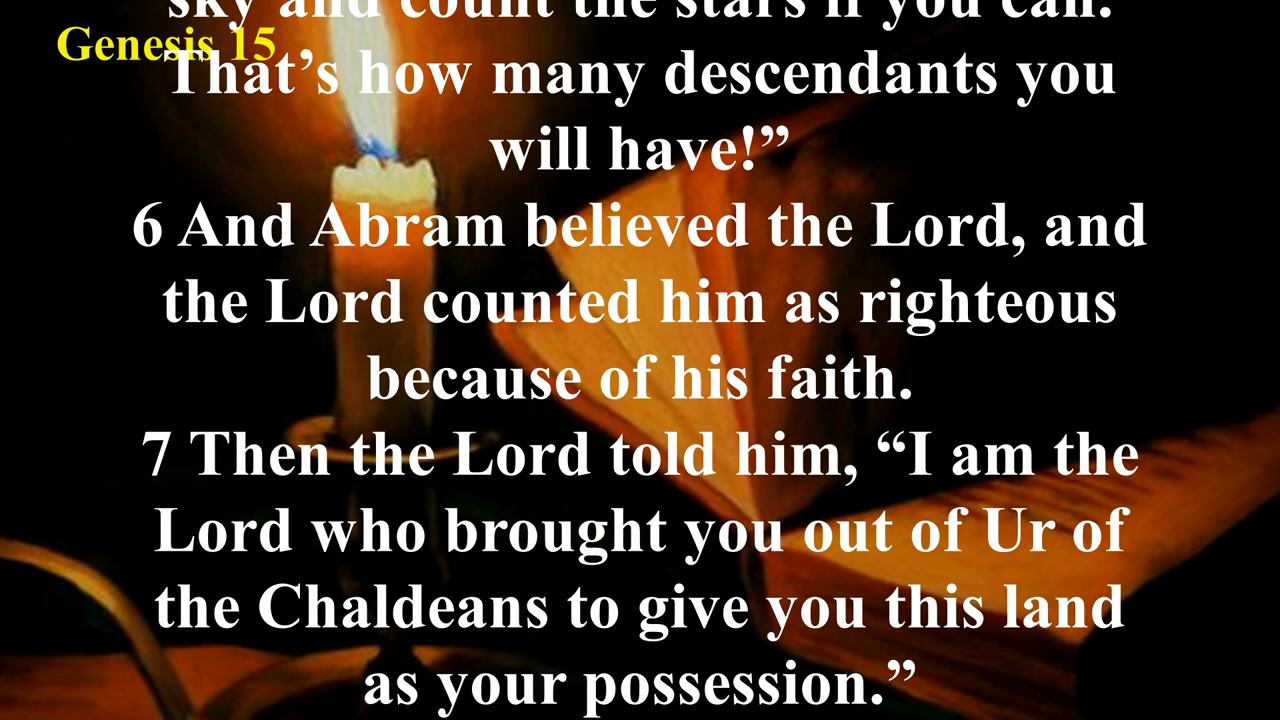 sky and count the stars if you can.
Genesis 15
That’s how many descendants you
will have!”
6 And Abram believed the Lord, and
the Lord counted him as righteous
because of his faith.
7 Then the Lord told him, “I am the
Lord who brought you out of Ur of
the Chaldeans to give you this land
as your possession.”